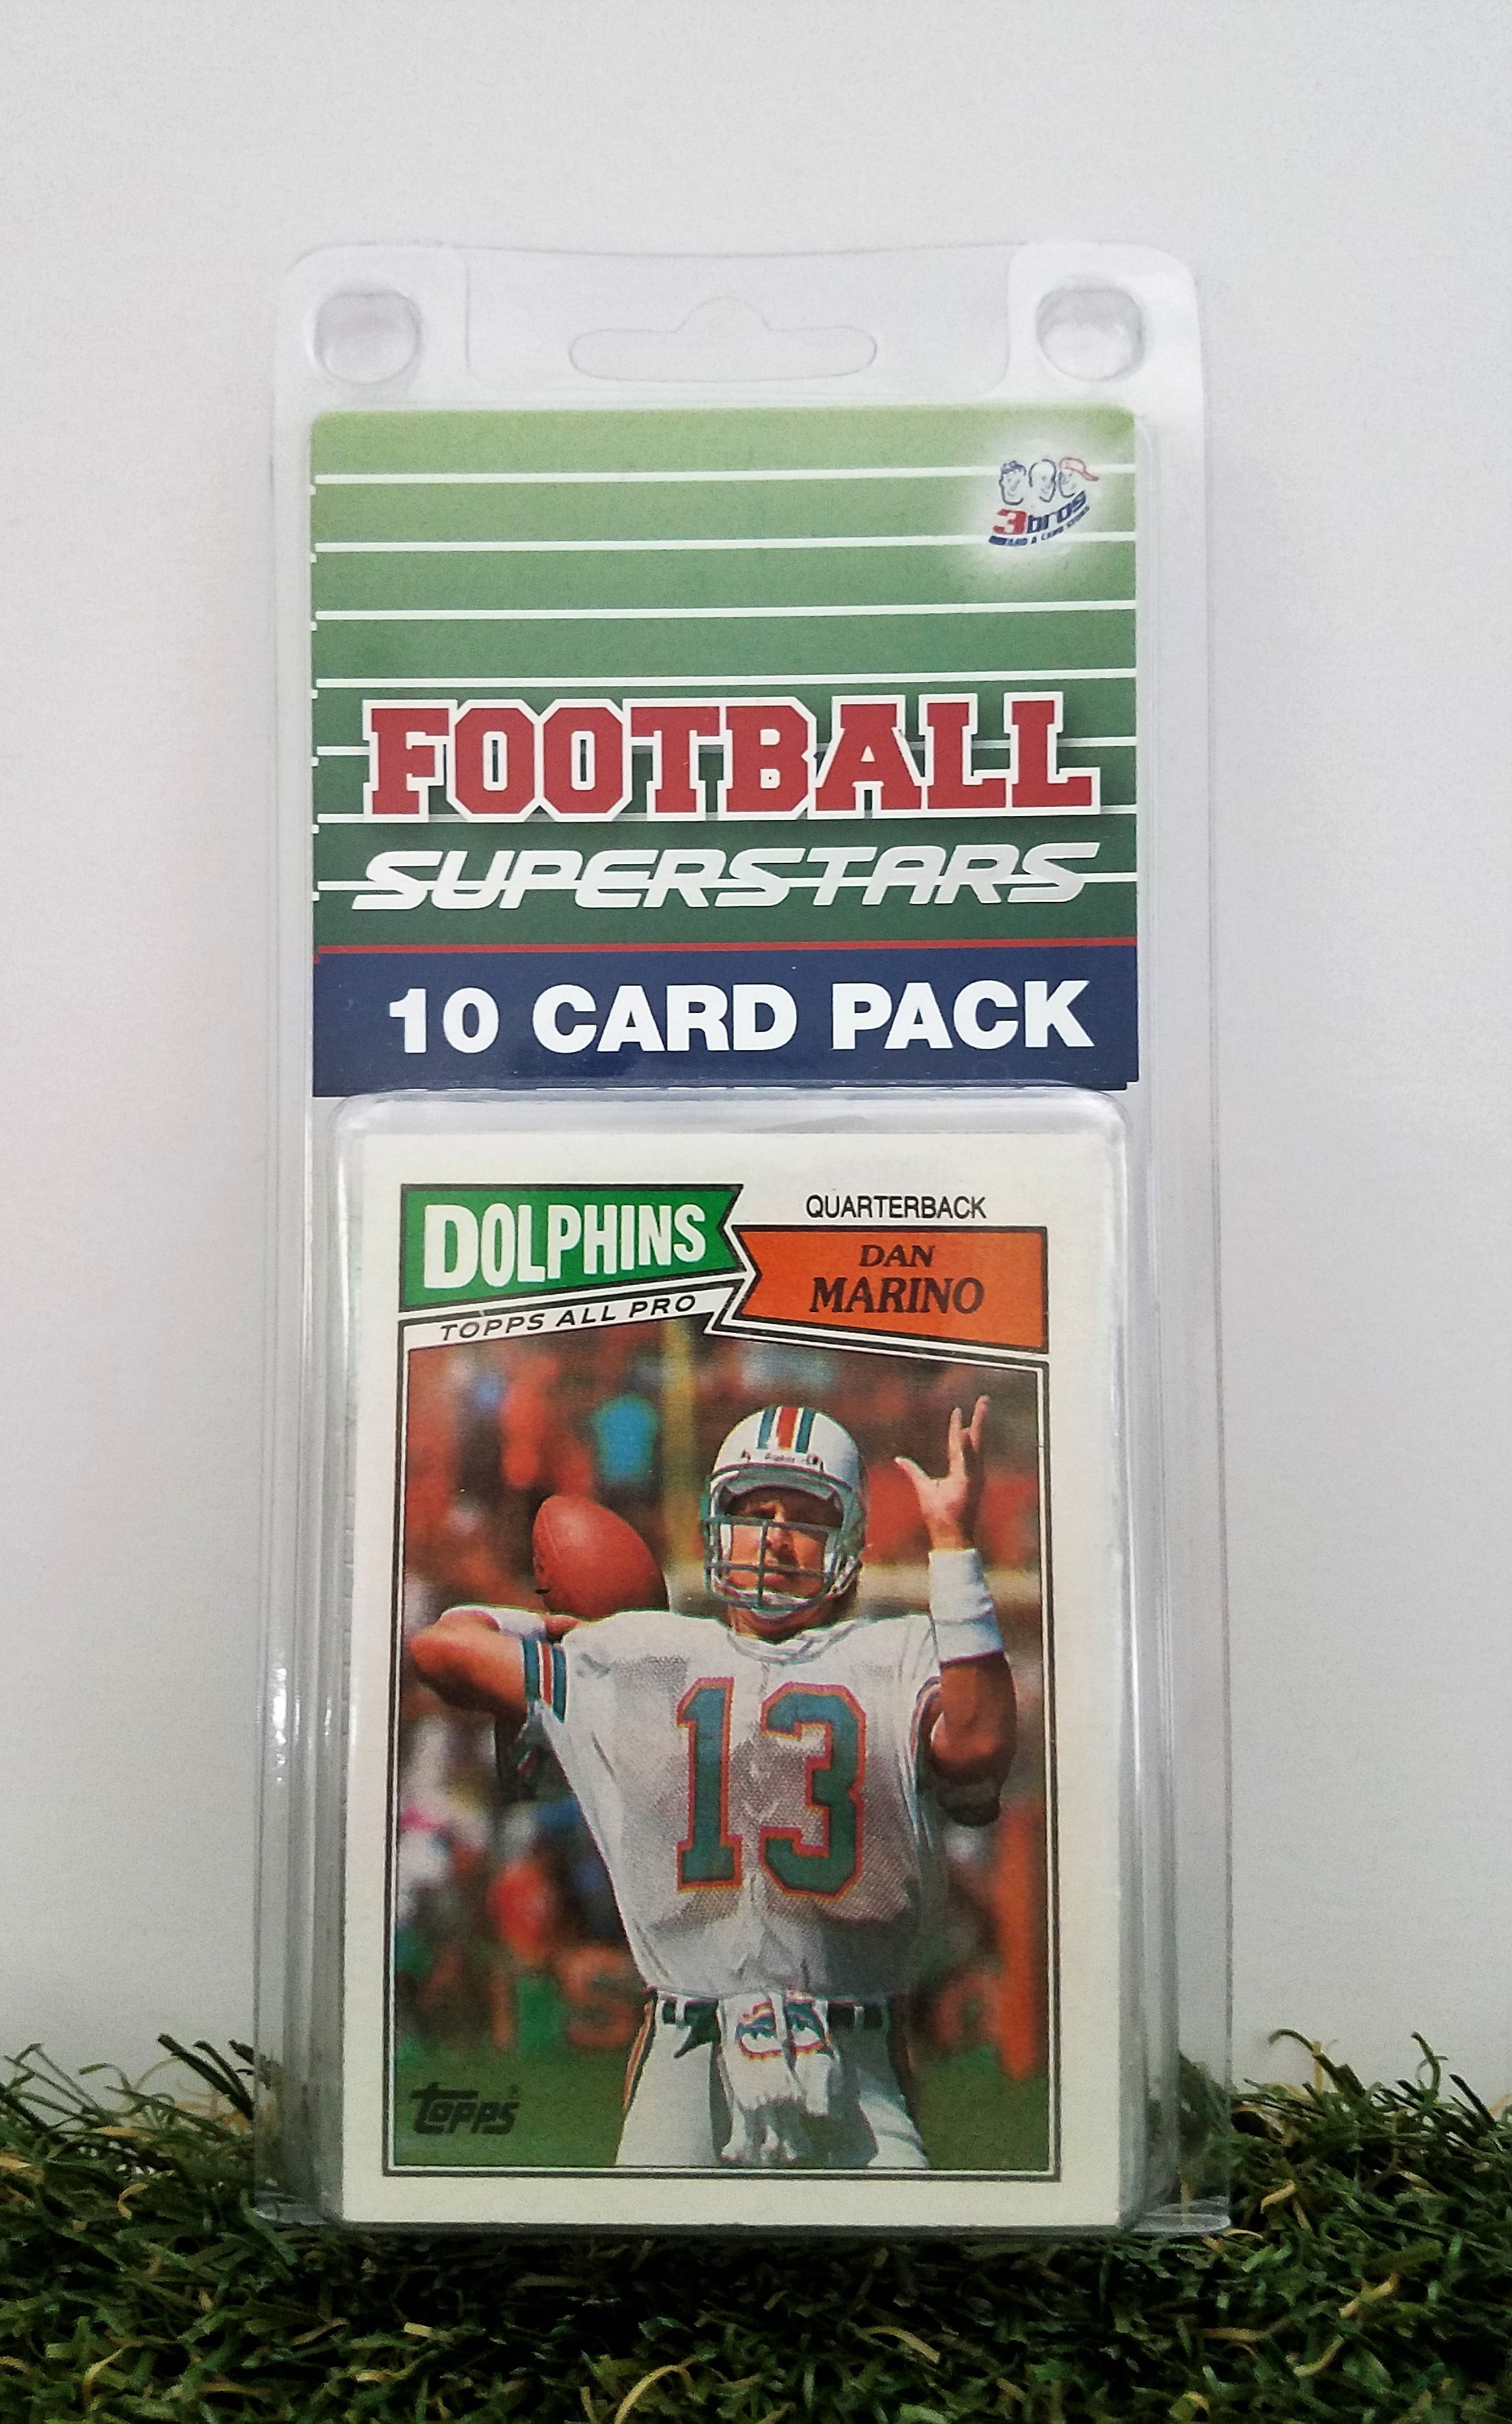 3bros
FOOTBALL
SUPERSTARS
10 CARD PACK
DOLPHINS
QUARTERBACK
DAN
MARINO
TOPPS ALL PRO
13
TOPPS®